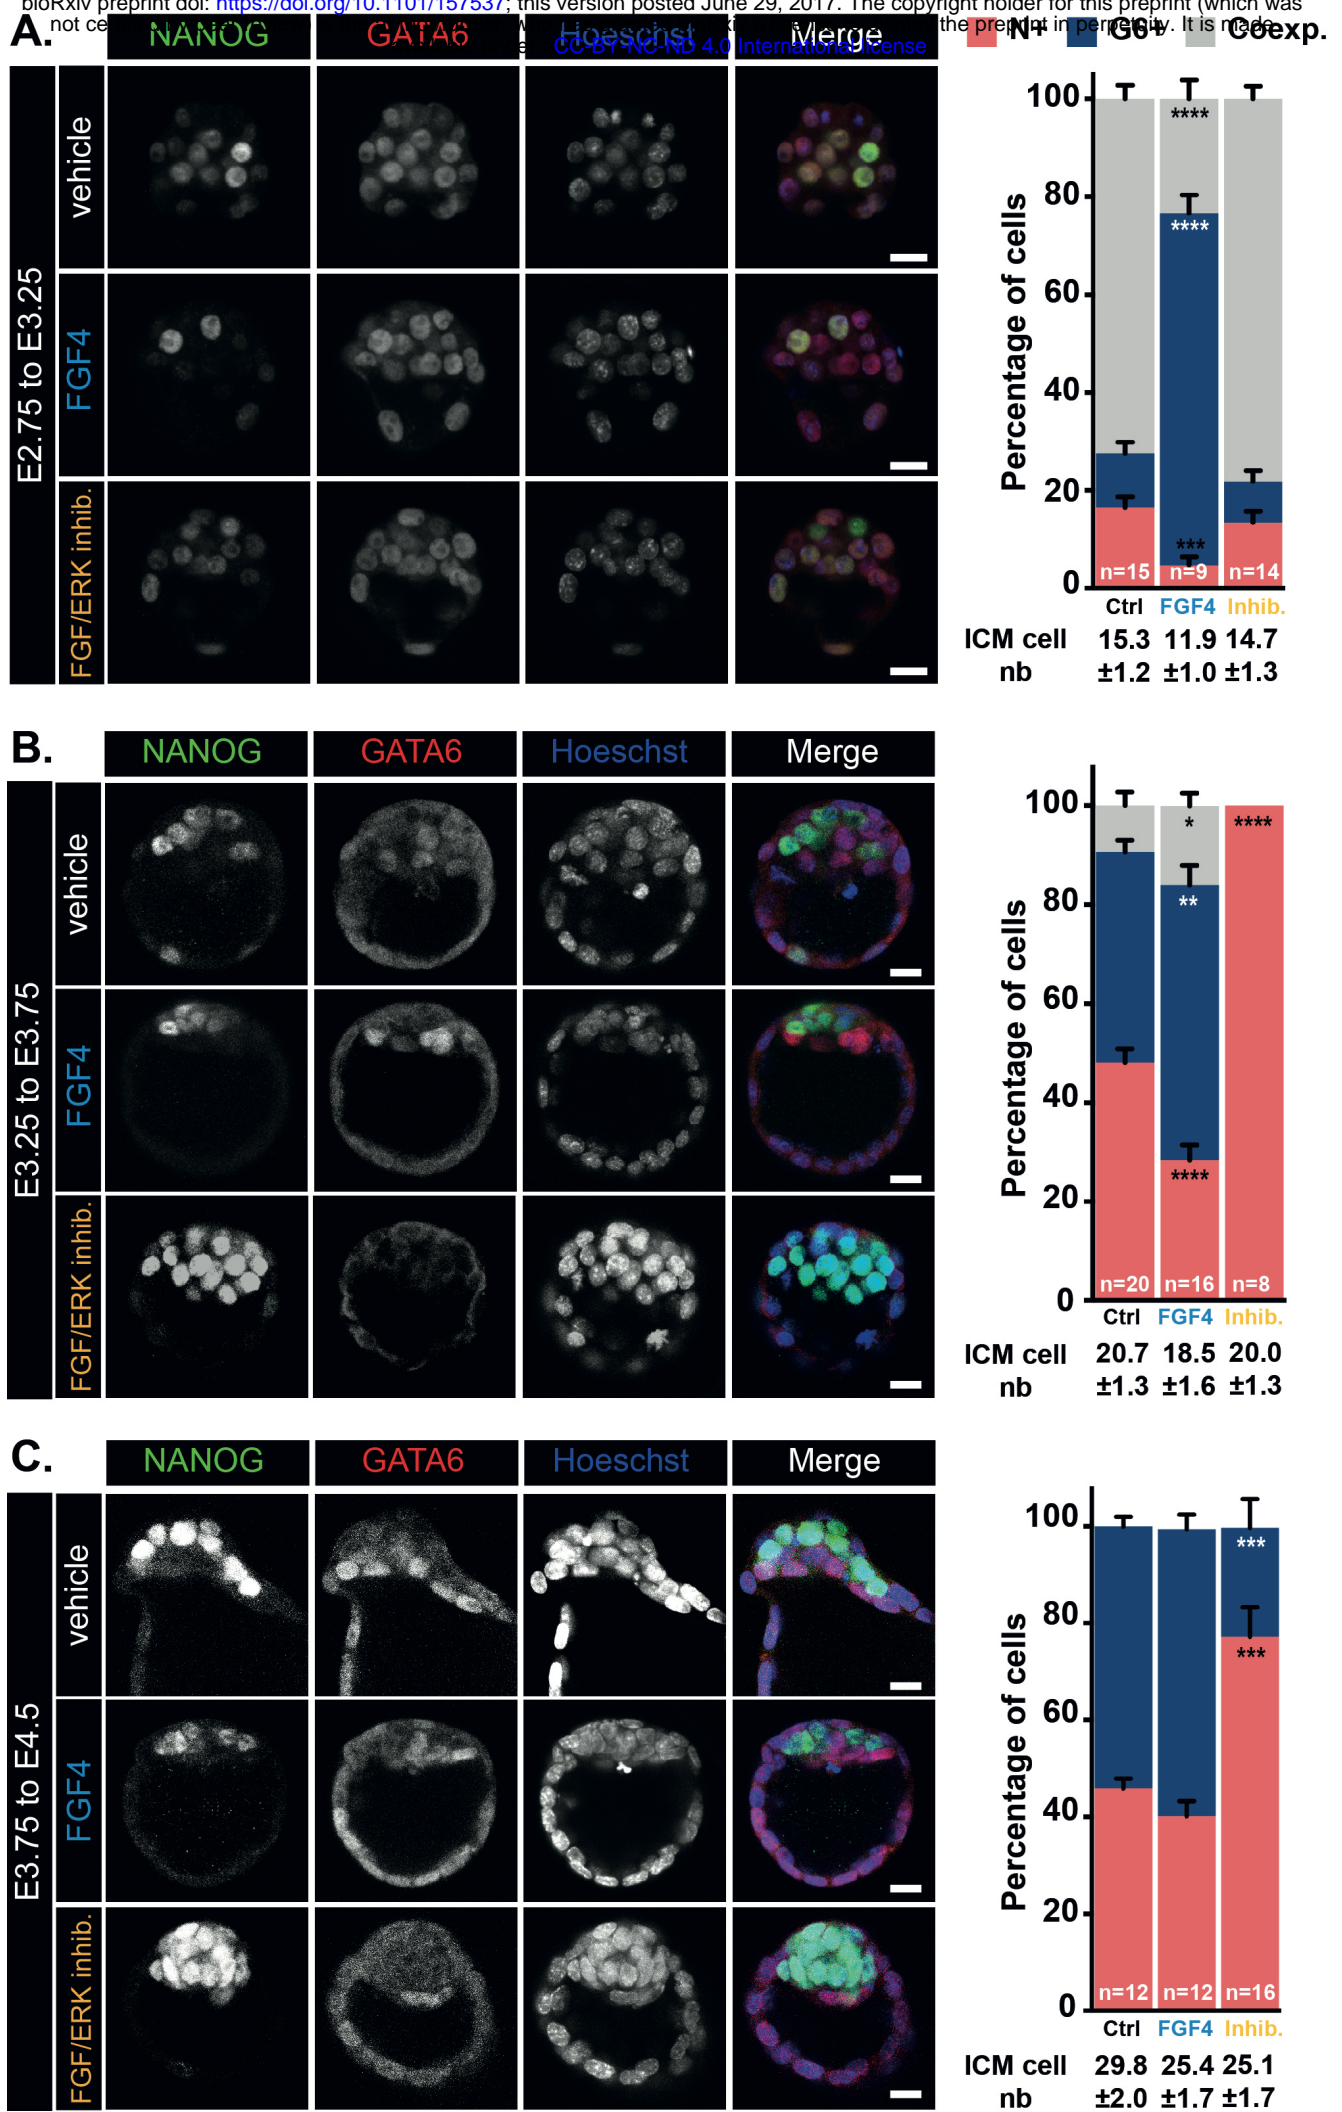 bioRxiv preprint doi: https://doi.org/10.1101/157537; this version posted June 29, 2017. The copyright holder for this preprint (which was
not the preprint in perpetuity. It is made
CC-BY-NC-ND 4.0 International license
A. NANOG GATA6 Hoeschst Merge N+ G6+ Coexp.
E2.75 to E3.25
vehicle
FGF4
FGF/ERK inhib.
Percentage of cells
100
80
60
40
20
0
****
****
***
n=15 n=9 n=14
Ctrl FGF4 Inhib.
ICM cell 15.3 11.9 14.7
nb ±1.2 ±1.0 ±1.3
B. NANOG GATA6 Hoeschst Merge
E3.25 to E3.75
vehicle
FGF4
FGF/ERK inhib.
Percentage of cells
100
80
60
40
20
0
* ****
**
****
n=20 n=16 n=8
Ctrl FGF4 Inhib.
ICM cell 20.7 18.5 20.0
nb ±1.3 ±1.6 ±1.3
C. NANOG GATA6 Hoeschst Merge
E3.75 to E4.5
vehicle
FGF4
FGF/ERK inhib.
Percentage of cells
100
80
60
40
20
0
***
***
n=12 n=12 n=16
Ctrl FGF4 Inhib.
ICM cell 29.8 25.4 25.1
nb ±2.0 ±1.7 ±1.7